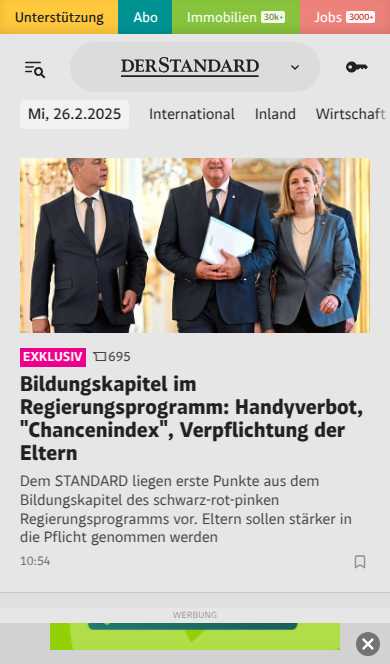 Unterstützung Abo Immobilien 30k+ Jobs 3000+
DERSTANDARD
Mi, 26.2.2025 International Inland Wirtschaft
EXKLUSIV 695
Bildungskapitel im
Regierungsprogramm: Handyverbot,
"Chancenindex", Verpflichtung der
Eltern
Dem STANDARD liegen erste Punkte aus dem
Bildungskapitel des schwarz-rot-pinken
Regierungsprogramms vor. Eltern sollen stärker in
die Pflicht genommen werden
10:54
WERBUNG